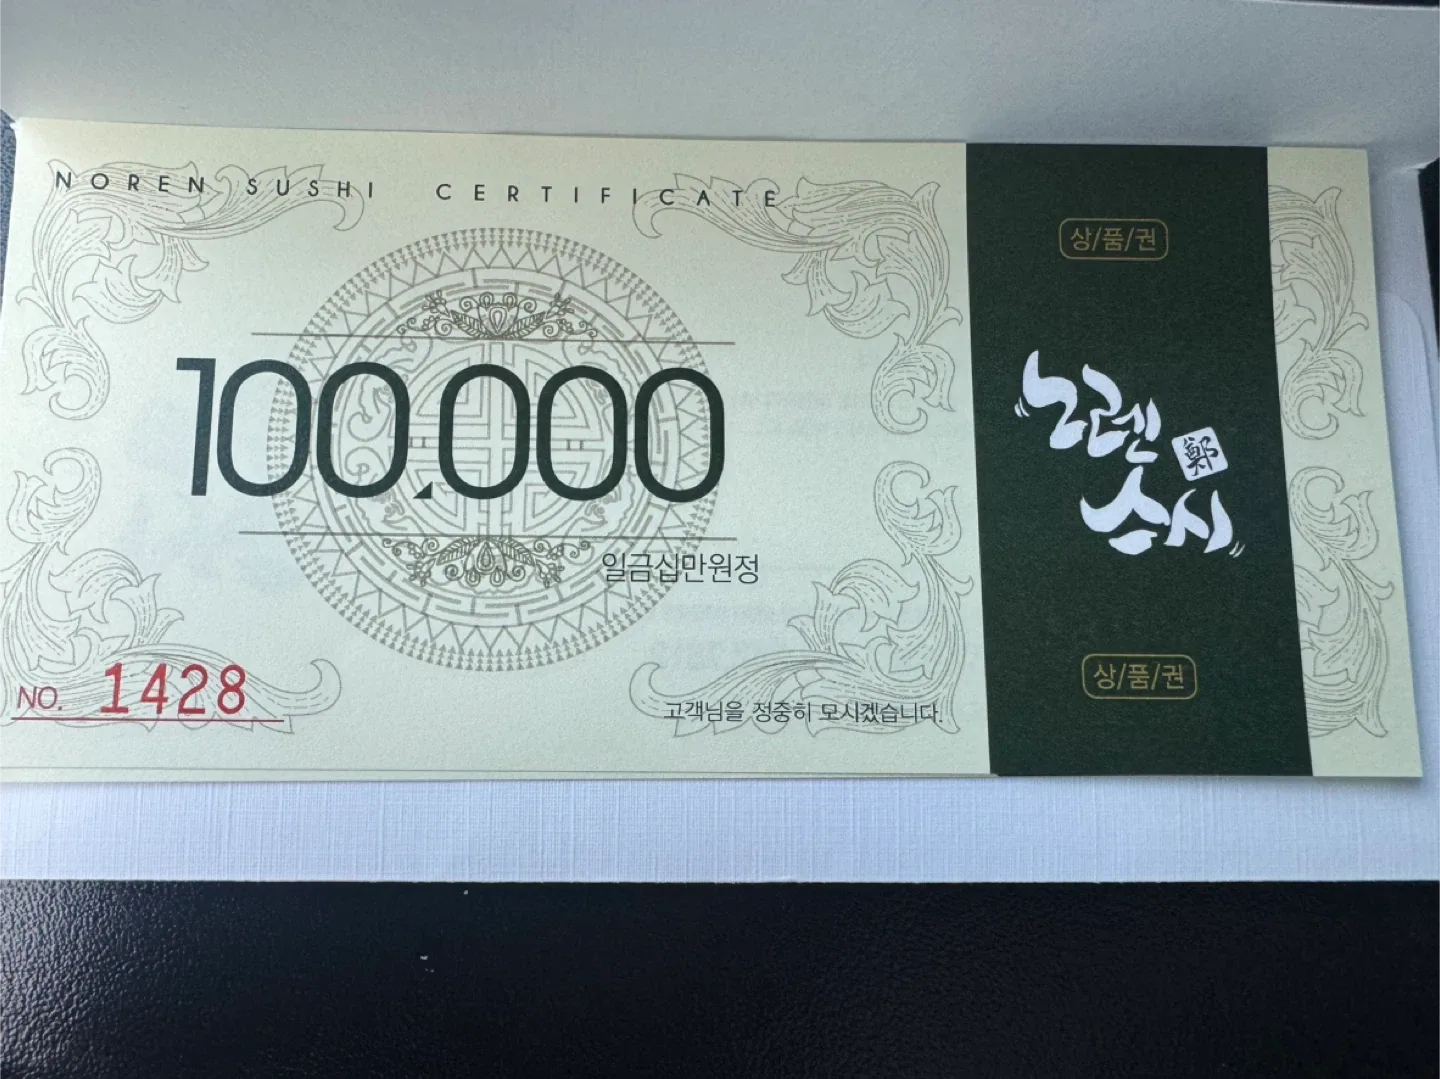 NOREN SUSHI CERTIFICATE
100,000
일금십만원정
NO. 1428
고객님을 정중히 모시겠습니다.
상/품/권
노렌
鄭
스시
상/품/권